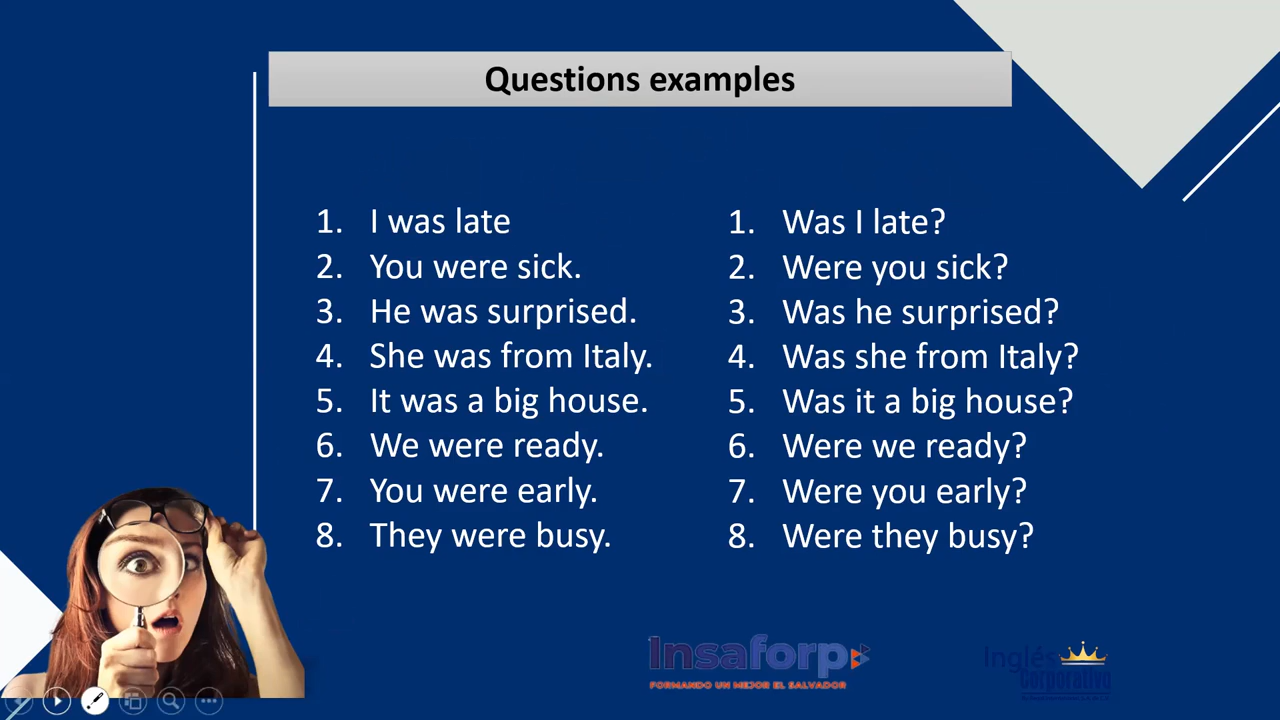 Questions examples
1. I was late
2. You were sick.
3. He was surprised.
4. She was from Italy.
5. It was a big house.
6. We were ready.
7. You were early.
8. They were busy.
1. Was I late?
2. Were you sick?
3. Was he surprised?
4. Was she from Italy?
5. Was it a big house?
6. Were we ready?
7. Were you early?
8. Were they busy?
Insaforp
FORMANDO UN MEJOR EL SALVADOR
Inglés
Corporativo